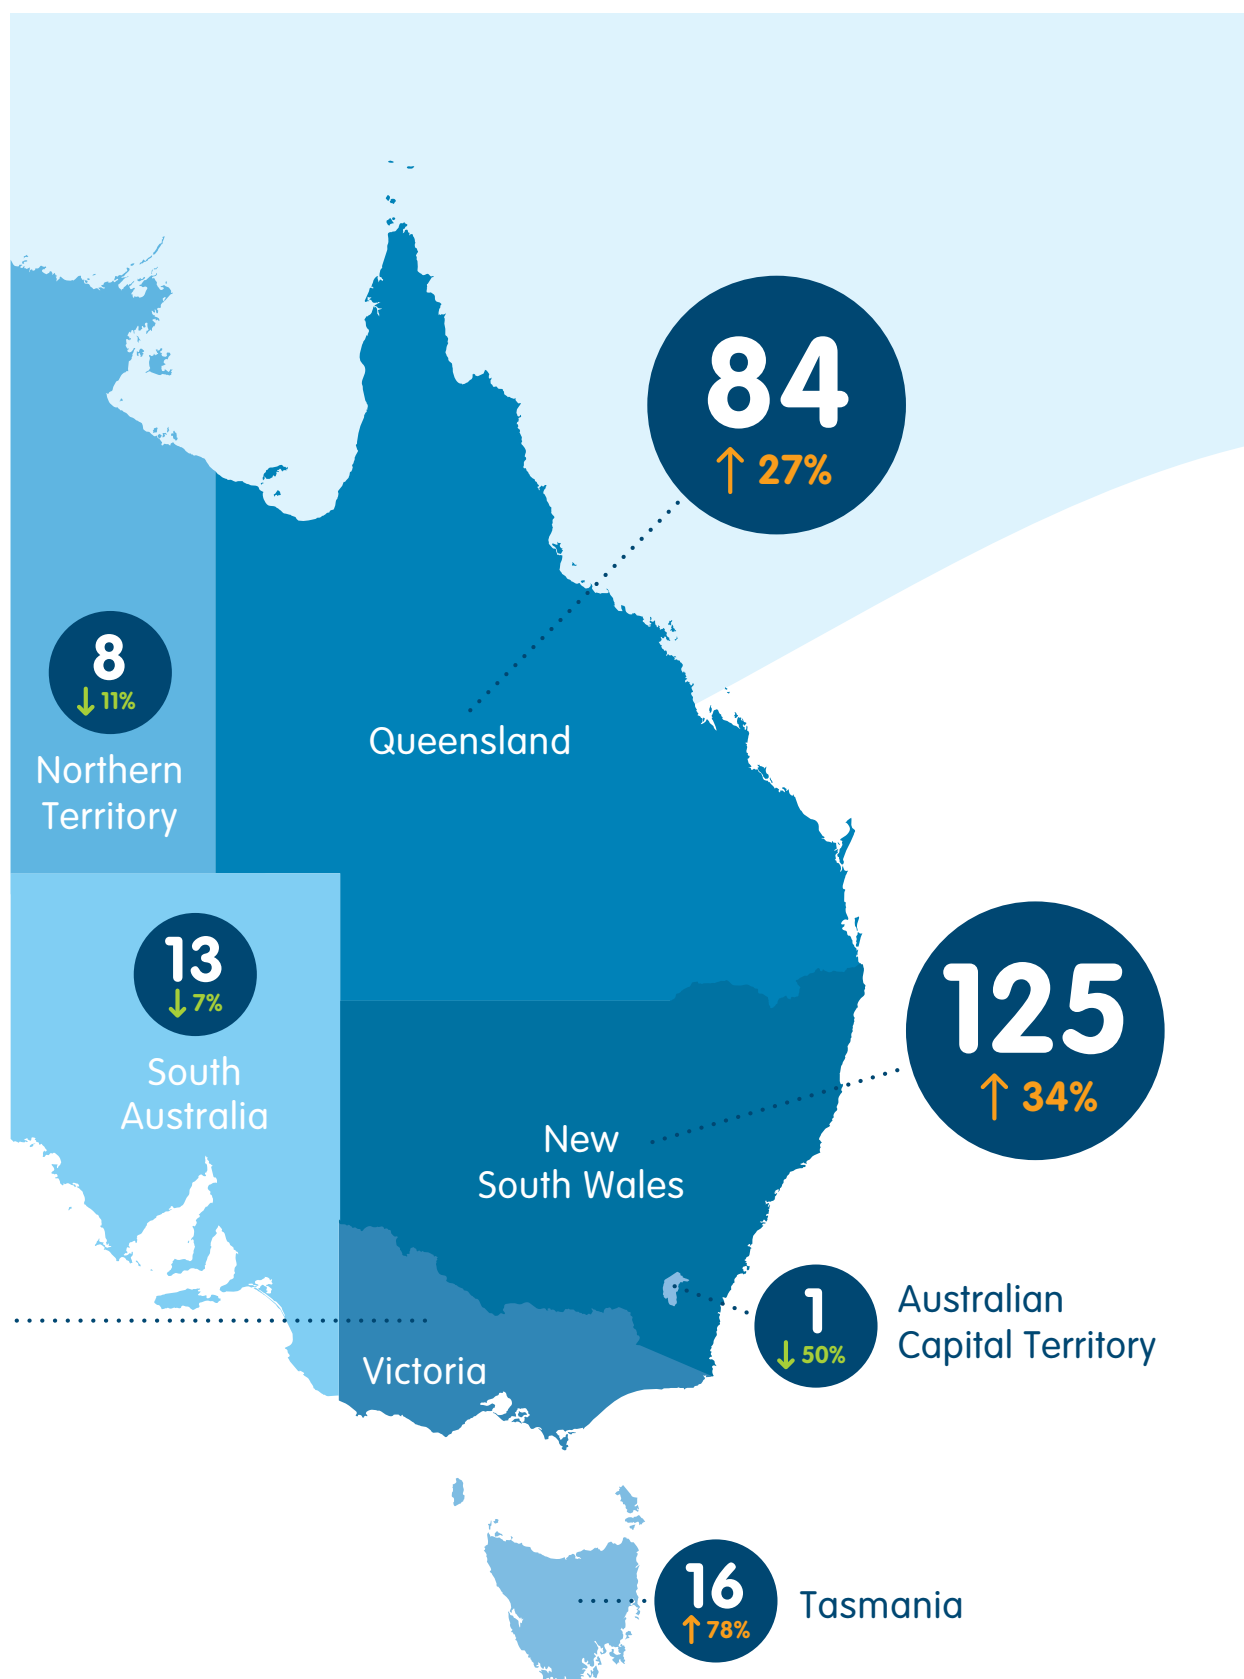 84
↑ 27%
Queensland
8
↓ 11%
Northern
Territory
13
↓ 7%
South
Australia
125
↑ 34%
New
South Wales
1
↓ 50%
Australian
Capital Territory
Victoria
16
↑ 78%
Tasmania